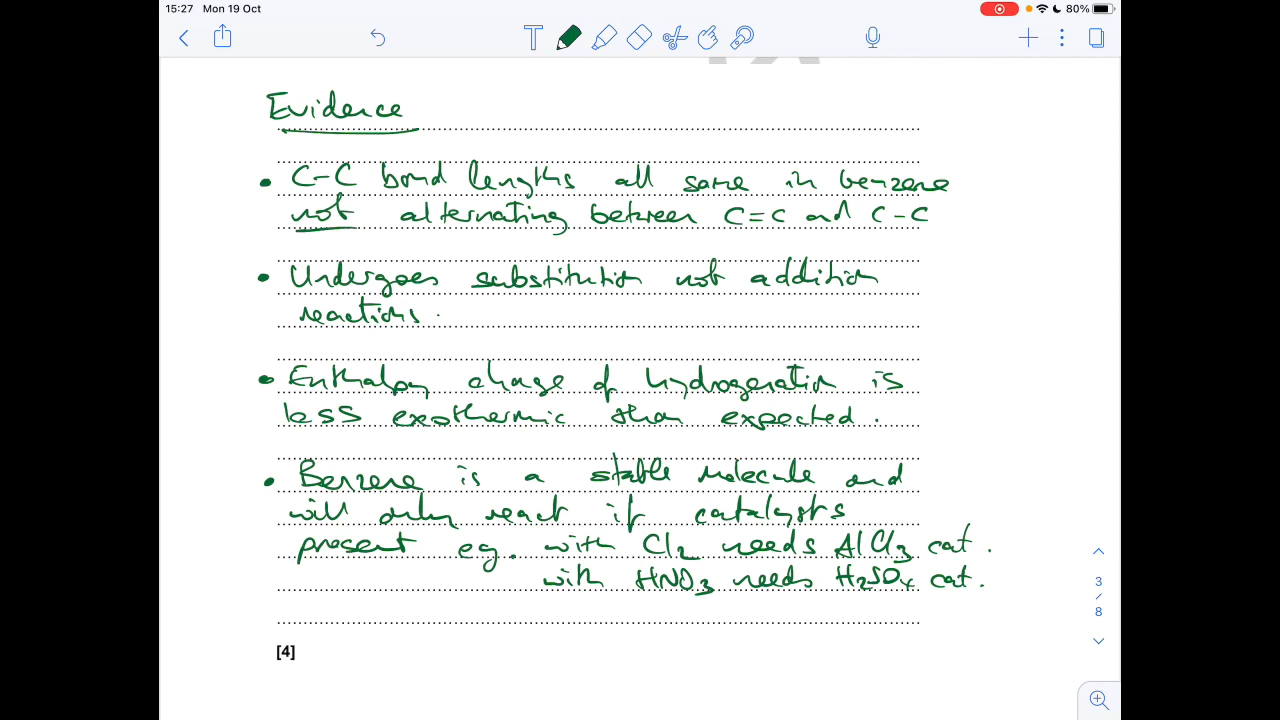 15:27 Mon 19 Oct
80%
Evidence
• C-C bond lengths all same in benzene
not alternating between C=C and C-C
• Undergoes substitution not addition
reactions.
• Enthalpy change of hydrogenation is
less exothermic than expected.
• Benzene is a stable molecule and
will only react if catalysts
present eg. with Cl₂ needs AlCl₃ cat.
with HNO₃ needs H₂SO₄ cat.
3
/
8
[4]